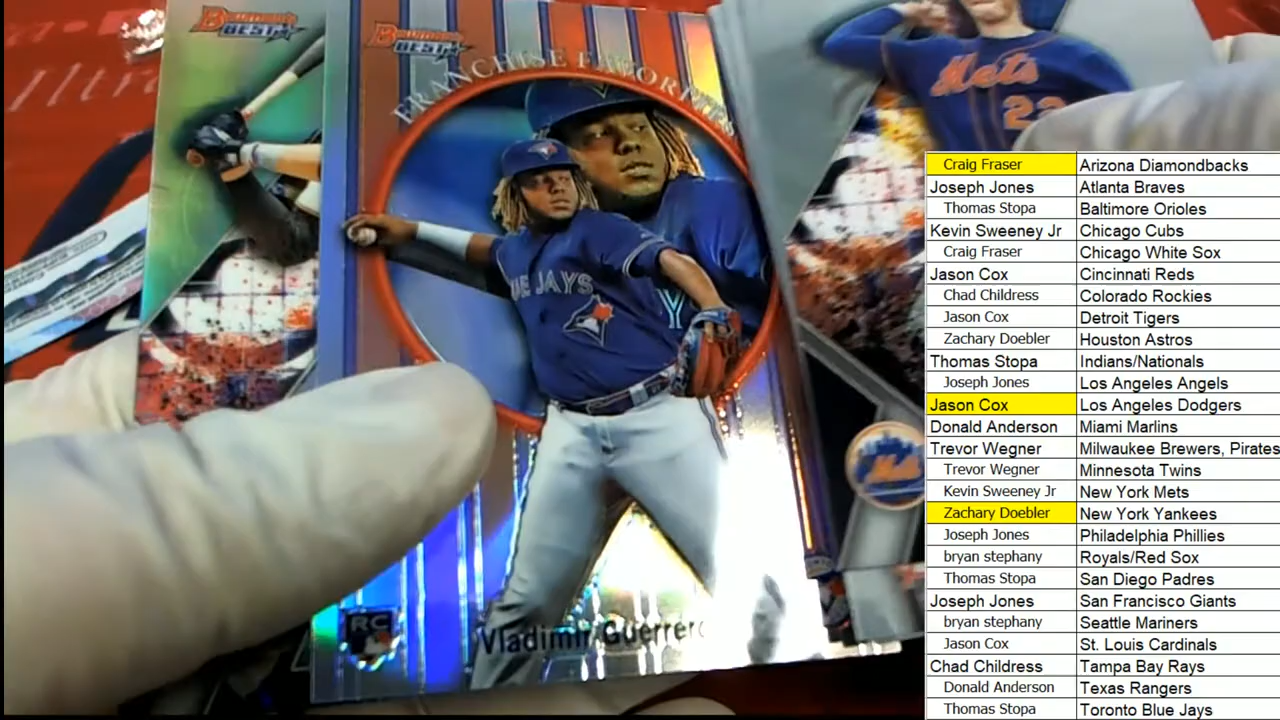 Bowman's BEST
Bowman's BEST
FRANCHISE FAVORITES
Mets
22
BLUE JAYS
Mets
RC
Vladimir Guerrero
Craig Fraser Arizona Diamondbacks
Joseph Jones Atlanta Braves
Thomas Stopa Baltimore Orioles
Kevin Sweeney Jr Chicago Cubs
Craig Fraser Chicago White Sox
Jason Cox Cincinnati Reds
Chad Childress Colorado Rockies
Jason Cox Detroit Tigers
Zachary Doebler Houston Astros
Thomas Stopa Indians/Nationals
Joseph Jones Los Angeles Angels
Jason Cox Los Angeles Dodgers
Donald Anderson Miami Marlins
Trevor Wegner Milwaukee Brewers, Pirates
Trevor Wegner Minnesota Twins
Kevin Sweeney Jr New York Mets
Zachary Doebler New York Yankees
Joseph Jones Philadelphia Phillies
bryan stephany Royals/Red Sox
Thomas Stopa San Diego Padres
Joseph Jones San Francisco Giants
bryan stephany Seattle Mariners
Jason Cox St. Louis Cardinals
Chad Childress Tampa Bay Rays
Donald Anderson Texas Rangers
Thomas Stopa Toronto Blue Jays